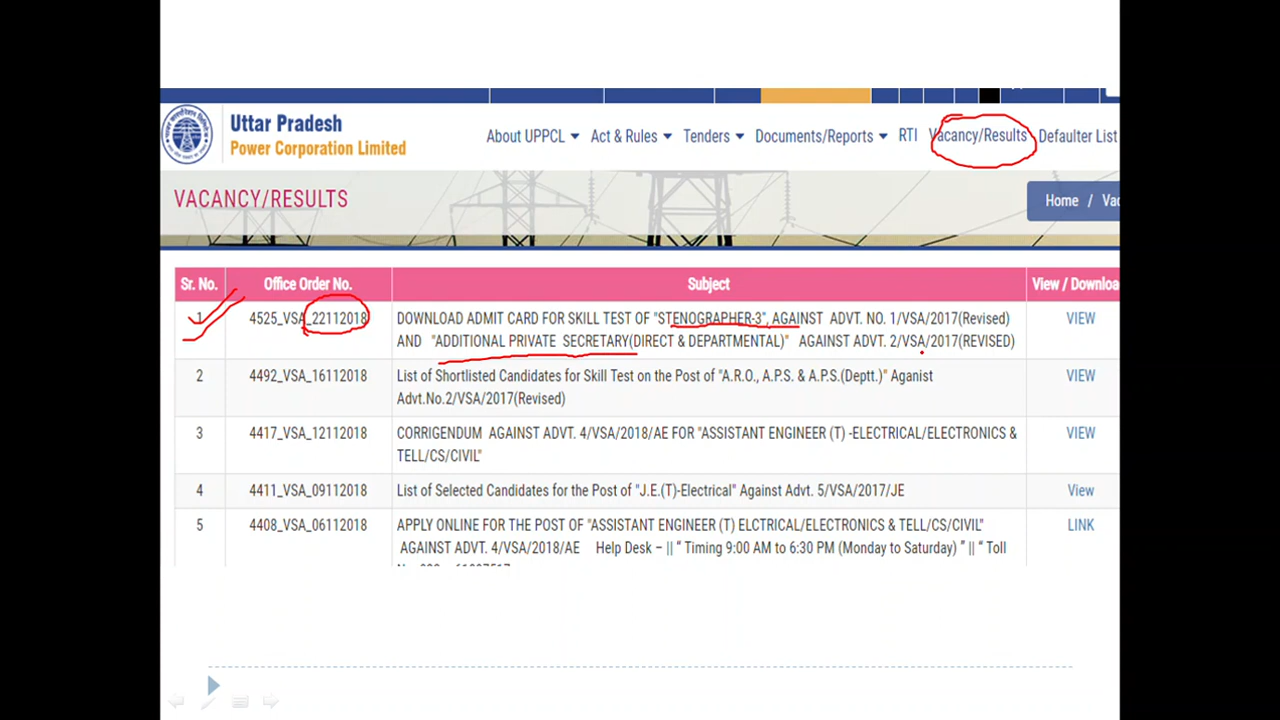 Uttar Pradesh
Power Corporation Limited
About UPPCL Act & Rules Tenders Documents/Reports RTI Vacancy/Results Defaulter List
VACANCY/RESULTS
Home /
Sr. No. Office Order No. Subject View /
1 4525_VSA_22112018 DOWNLOAD ADMIT CARD FOR SKILL TEST OF "STENOGRAPHER-3", AGAINST ADVT. NO. 1/VSA/2017(Revised) VIEW
AND "ADDITIONAL PRIVATE SECRETARY(DIRECT & DEPARTMENTAL)" AGAINST ADVT. 2/VSA/2017(REVISED)
2 4492_VSA_16112018 List of Shortlisted Candidates for Skill Test on the Post of "A.R.O., A.P.S. & A.P.S.(Deptt.)" Aganist VIEW
Advt.No.2/VSA/2017(Revised)
3 4417_VSA_12112018 CORRIGENDUM AGAINST ADVT. 4/VSA/2018/AE FOR "ASSISTANT ENGINEER (T) -ELECTRICAL/ELECTRONICS & VIEW
TELL/CS/CIVIL"
4 4411_VSA_09112018 List of Selected Candidates for the Post of "J.E.(T)-Electrical" Against Advt. 5/VSA/2017/JE View
5 4408_VSA_06112018 APPLY ONLINE FOR THE POST OF "ASSISTANT ENGINEER (T) ELCTRICAL/ELECTRONICS & TELL/CS/CIVIL" LINK
AGAINST ADVT. 4/VSA/2018/AE Help Desk – || “ Timing 9:00 AM to 6:30 PM (Monday to Saturday) ” || “ Toll